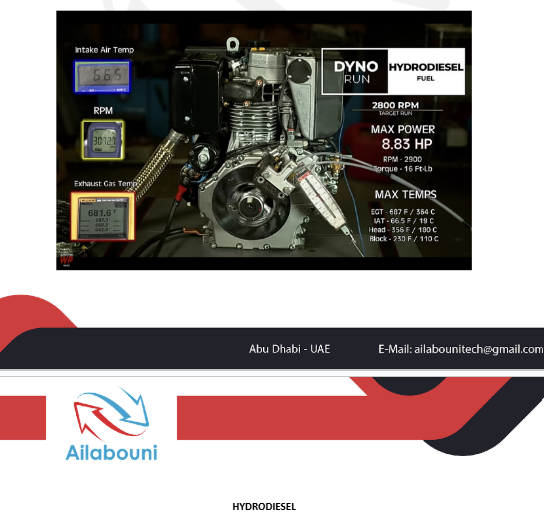 Intake Air Temp
66.5
RPM
Exhaust Gas Temp
687.6
DYNO
RUN
HYDRODIESEL
FUEL
2800 RPM
TARGET RUN
MAX POWER
8.83 HP
RPM - 2900
Torque - 16 Ft-Lb
MAX TEMPS
EGT - 687 F / 364 C
IAT - 66.5 F / 19 C
Head - 356 F / 180 C
Block - 230 F / 110 C
WP
Abu Dhabi - UAE E-Mail: ailabounitech@gmail.com
Ailabouni
HYDRODIESEL